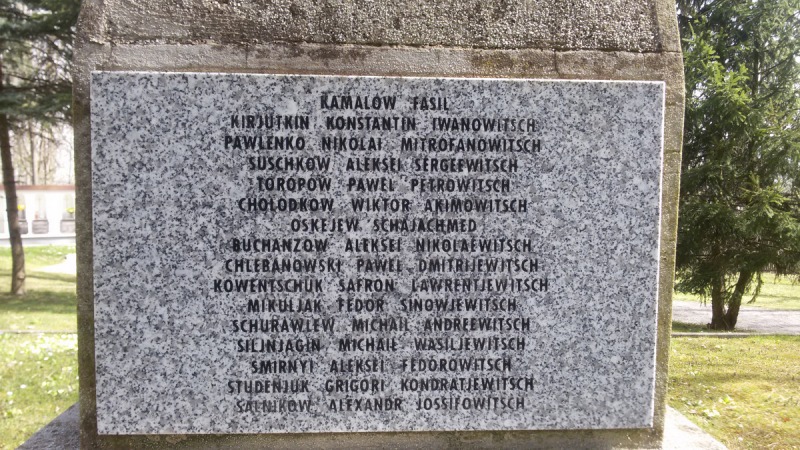 KAMALOW FASIL
KIRJUTKIN KONSTANTIN IWANOWITSCH
PAWLENKO NIKOLAI MITROFANOWITSCH
SUSCHKOW ALEKSEI SERGEEWITSCH
TOROPOW PAWEL PETROWITSCH
CHOLODKOW WIKTOR AKIMOWITSCH
OSKEJEW SCHAJACHMED
BUCHANZOW ALEKSEI NIKOLAEWITSCH
CHLEBANOWSKI PAWEL DMITRIJEWITSCH
KOWENTSCHUK SAFRON LAWRENTJEWITSCH
MIKULJAK FEDOR SINOWJEWITSCH
SCHURAWLEW MICHAIL ANDREEWITSCH
SILJNJAGIN MICHAIL WASILJEWITSCH
SMIRNYI ALEKSEI FEDOROWITSCH
STUDENJUK GRIGORI KONDRATJEWITSCH
SALNIKOW ALEXANDR JOSSIFOWITSCH